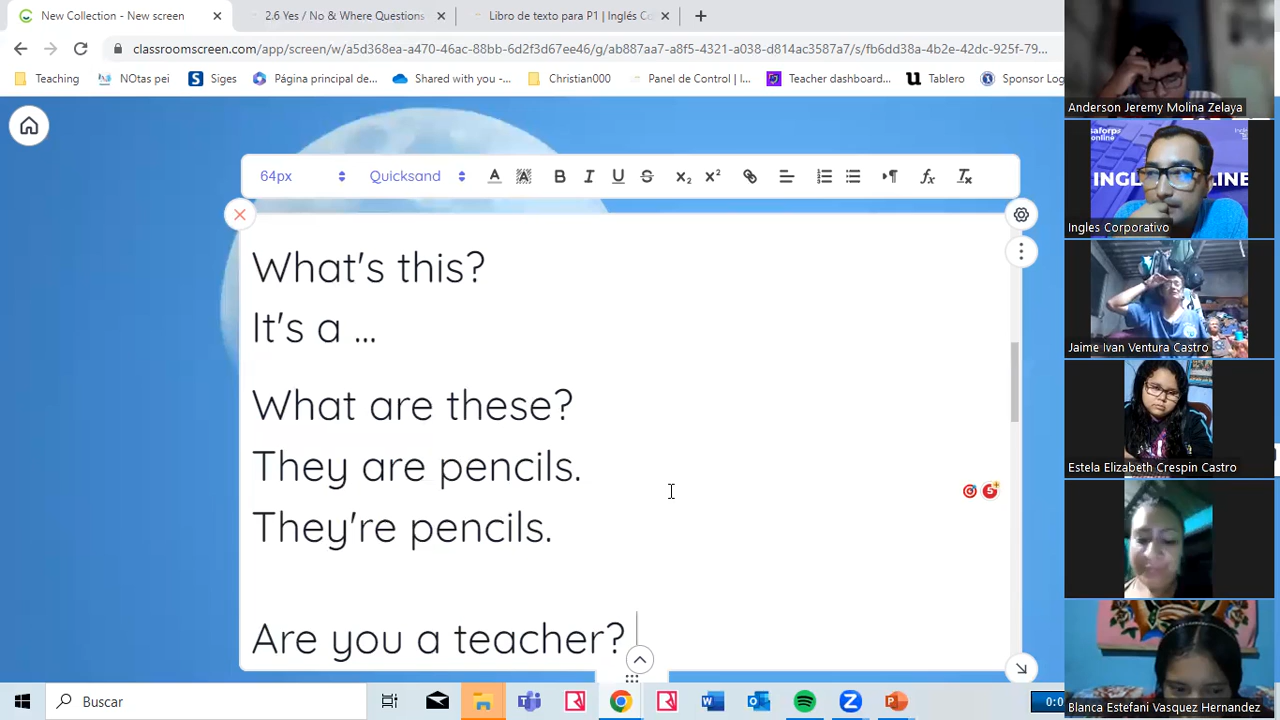 New Collection - New screen
2.6 Yes / No & Where Questions
Libro de texto para P1 | Inglés Co
classroomscreen.com/app/screen/w/a5d368ea-a470-46ac-8bbb-6d2f3d67ee46/g/ab887aa7-a8f5-4321-a038-d814ac3587a7/s/fb6dd38a-4b2e-42dc-925f-79...
Teaching
NOtas pei
Siges
Página principal de...
Shared with you -...
Christian000
Panel de Control | I...
Teacher dashboard...
Tablero
Sponsor Log
64px
Quicksand
What's this?
It's a ...
What are these?
They are pencils.
They're pencils.
Are you a teacher?
Anderson Jeremy Molina Zelaya
Ingles Corporativo
Jaime Ivan Ventura Castro
Estela Elizabeth Crespin Castro
Blanca Estefani Vasquez Hernandez
Buscar